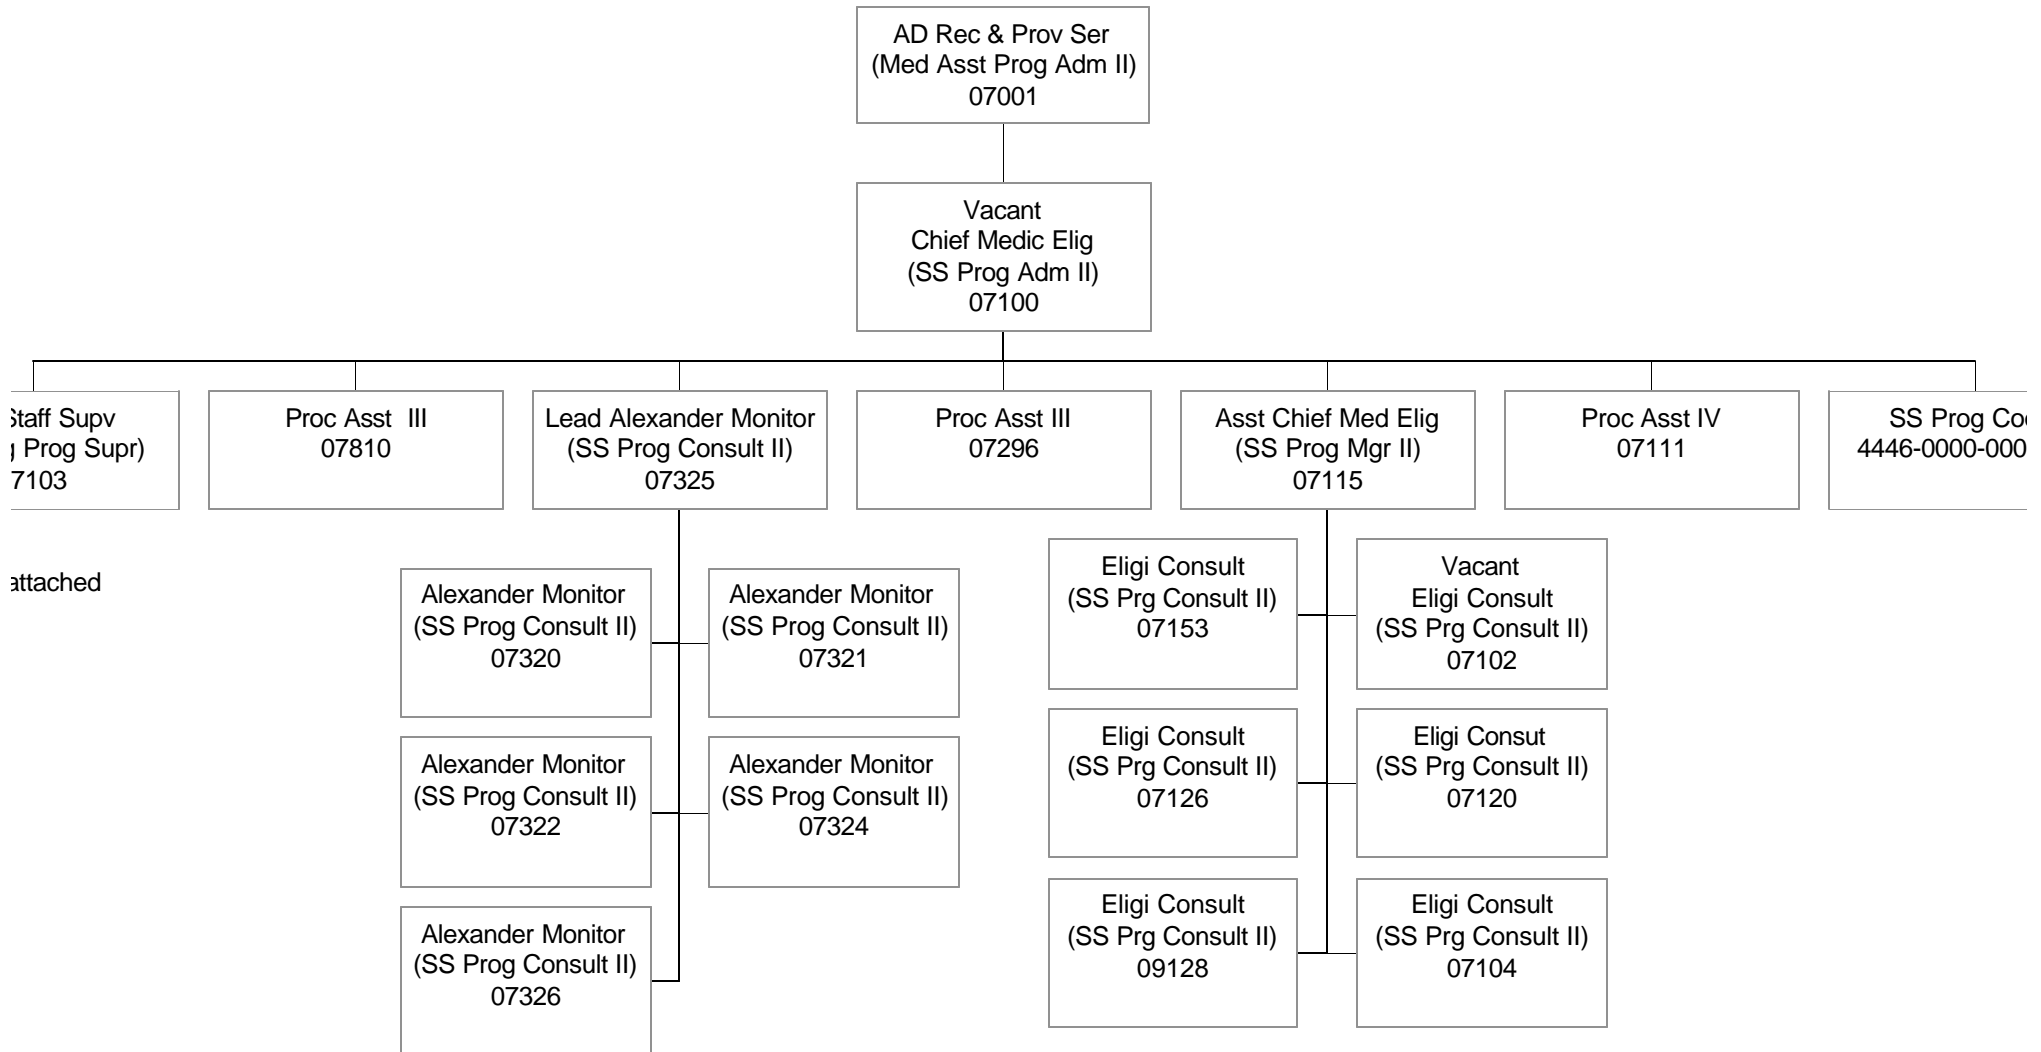 AD Rec & Prov Ser
(Med Asst Prog Adm II)
07001
Vacant
Chief Medic Elig
(SS Prog Adm II)
07100
Staff Supv
Prog Supr)
7103
Proc Asst III
07810
Lead Alexander Monitor
(SS Prog Consult II)
07325
Proc Asst III
07296
Asst Chief Med Elig
(SS Prog Mgr II)
07115
Proc Asst IV
07111
SS Prog
4446-0000-000
attached
Alexander Monitor
(SS Prog Consult II)
07320
Alexander Monitor
(SS Prog Consult II)
07321
Alexander Monitor
(SS Prog Consult II)
07322
Alexander Monitor
(SS Prog Consult II)
07324
Alexander Monitor
(SS Prog Consult II)
07326
Eligi Consult
(SS Prg Consult II)
07153
Vacant
Eligi Consult
(SS Prg Consult II)
07102
Eligi Consult
(SS Prg Consult II)
07126
Eligi Consut
(SS Prg Consult II)
07120
Eligi Consult
(SS Prg Consult II)
09128
Eligi Consult
(SS Prg Consult II)
07104